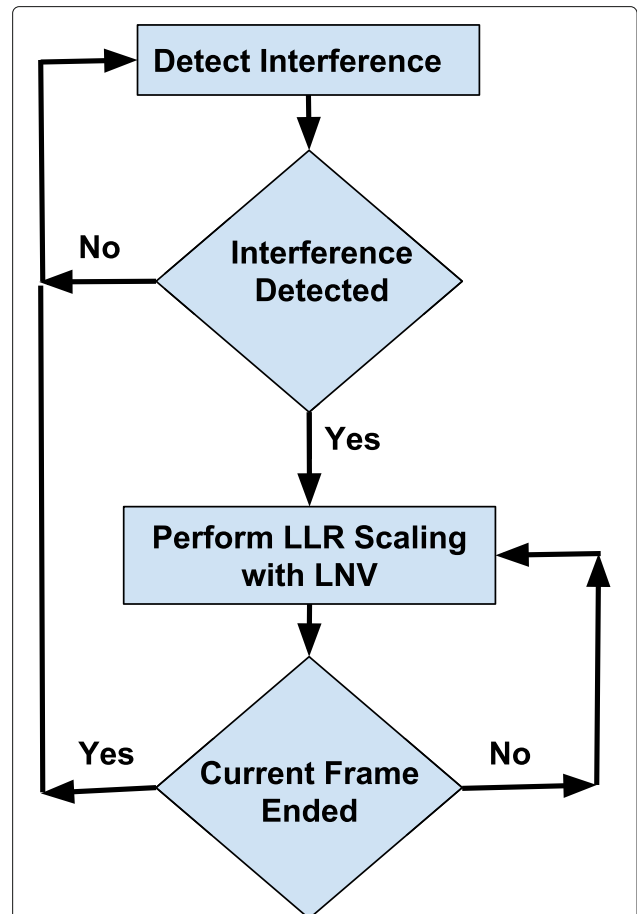 Detect Interference
No
Interference
Detected
Yes
Perform LLR Scaling
with LNV
Yes
No
Current Frame
Ended